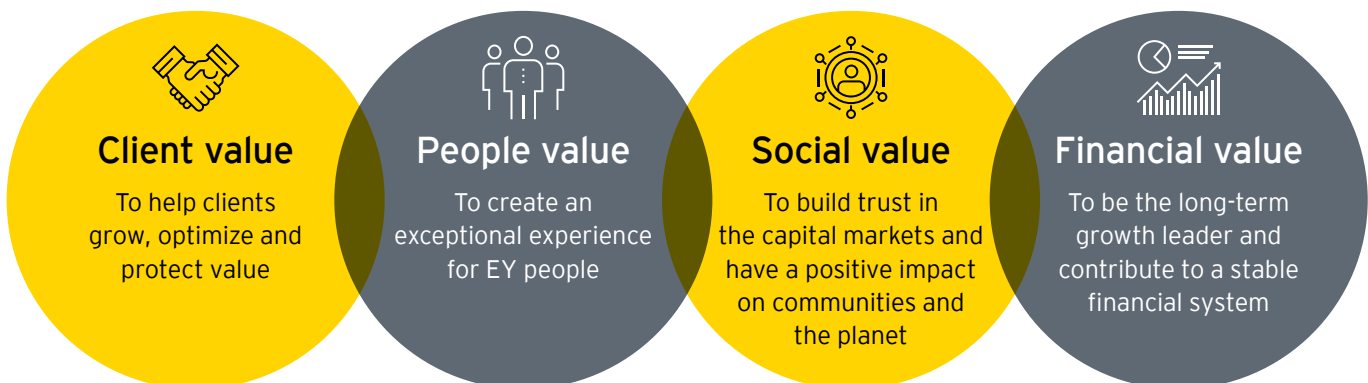 Client value
To help clients
grow, optimize and
protect value
People value
To create an
exceptional experience
for EY people
Social value
To build trust in
the capital markets and
have a positive impact
on communities and
the planet
Financial value
To be the long-term
growth leader and
contribute to a stable
financial system